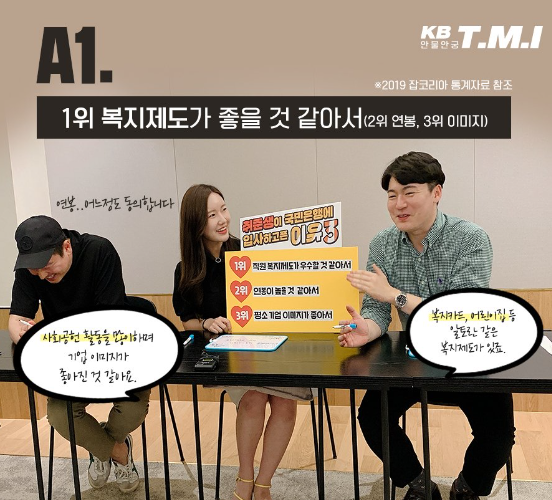 A1.
KB
안물안궁
T.M.I
※2019 잡코리아 통계자료 참조
1위 복지제도가 좋을 것 같아서(2위 연봉, 3위 이미지)
연봉..어느정도 동의합니다
취준생이 국민은행에
입사하고픈 이유 3
1위 직원 복지제도가 우수할 것 같아서
2위 연봉이 높을 것 같아서
3위 평소 기업 이미지가 좋아서
사회공헌 활동을 많이하며
기업 이미지가
좋아진 것 같아요.
복지카드, 어린이집 등
알토란 같은
복지제도가 있죠.